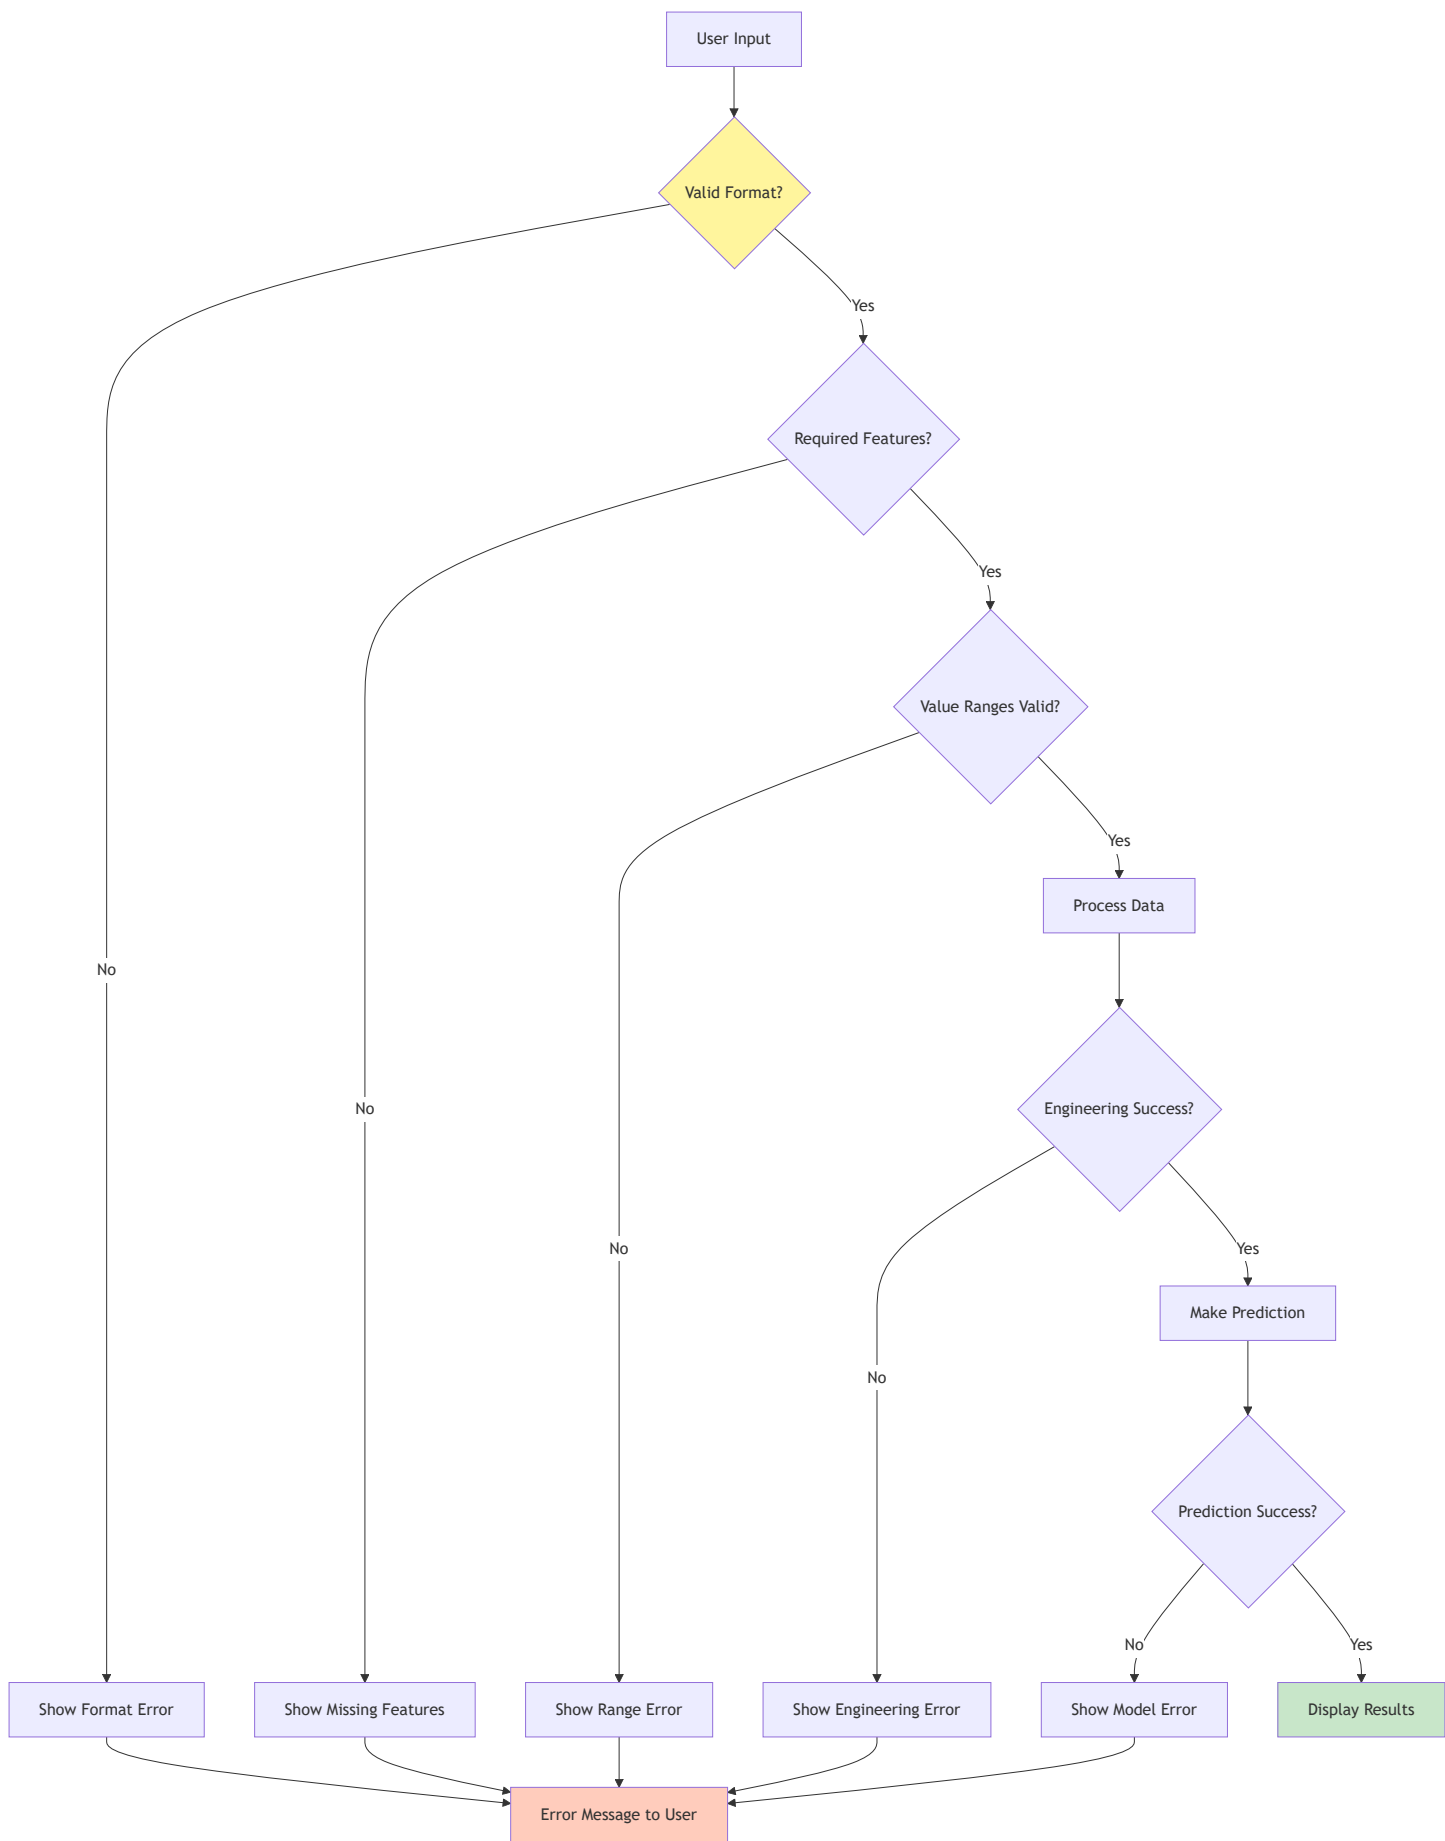 User Input
Valid Format?
Yes
Required Features?
Yes
Value Ranges Valid?
Yes
Process Data
No
No
Engineering Success?
No
Yes
Make Prediction
No
Prediction Success?
No
Yes
Show Format Error
Show Missing Features
Show Range Error
Show Engineering Error
Show Model Error
Display Results
Error Message to User